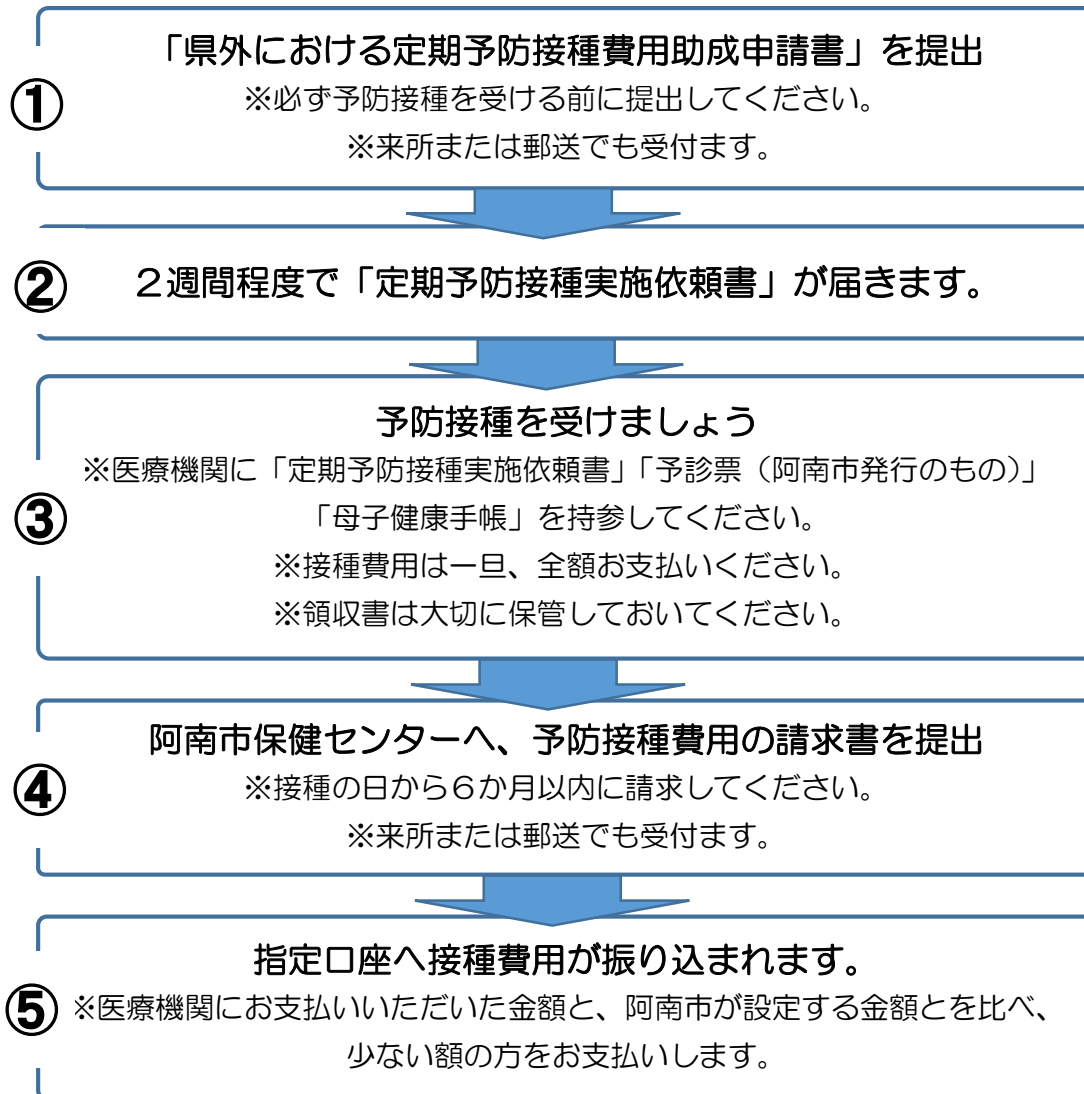 ①
「県外における定期予防接種費用助成申請書」を提出
※必ず予防接種を受ける前に提出してください。
※来所または郵送でも受付ます。
②
２週間程度で「定期予防接種実施依頼書」が届きます。
③
予防接種を受けましょう
※医療機関に「定期予防接種実施依頼書」「予診票（阿南市発行のもの）」
「母子健康手帳」を持参してください。
※接種費用は一旦、全額お支払いください。
※領収書は大切に保管しておいてください。
④
阿南市保健センターへ、予防接種費用の請求書を提出
※接種の日から６か月以内に請求してください。
※来所または郵送でも受付ます。
⑤
指定口座へ接種費用が振り込まれます。
※医療機関にお支払いいただいた金額と、阿南市が設定する金額とを比べ、
少ない額の方をお支払いします。